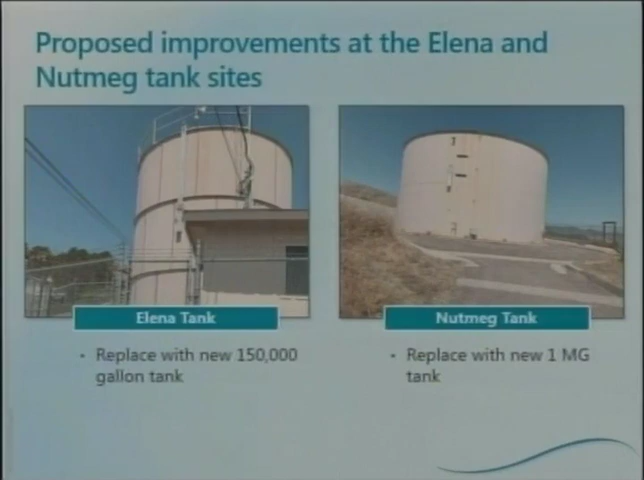 Proposed improvements at the Elena and
Nutmeg tank sites
Elena Tank
Nutmeg Tank
• Replace with new 150,000
gallon tank
• Replace with new 1 MG
tank